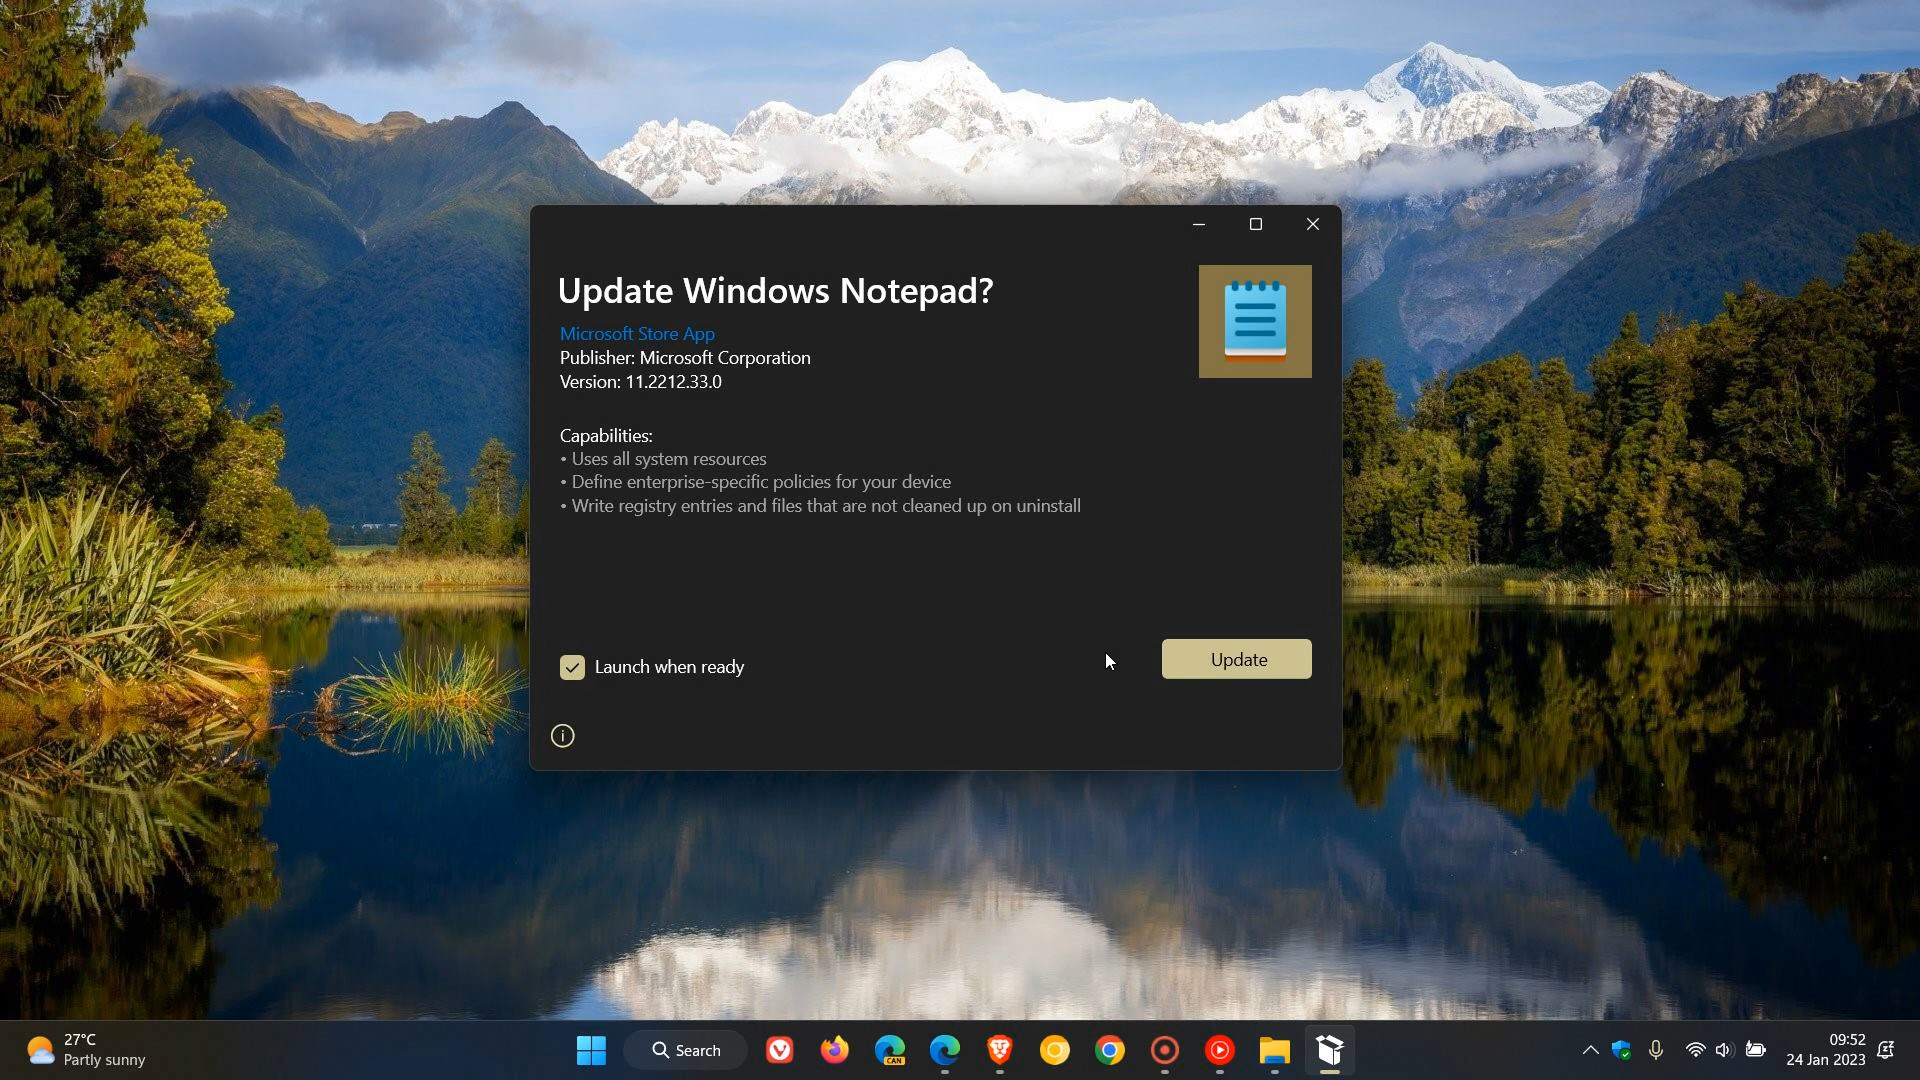 Update Windows Notepad?
Microsoft Store App
Publisher: Microsoft Corporation
Version: 11.2212.33.0
Capabilities:
• Uses all system resources
• Define enterprise-specific policies for your device
• Write registry entries and files that are not cleaned up on uninstall
Launch when ready
Update
27°C
Partly sunny
Search
CAN
09:52
24 Jan 2023